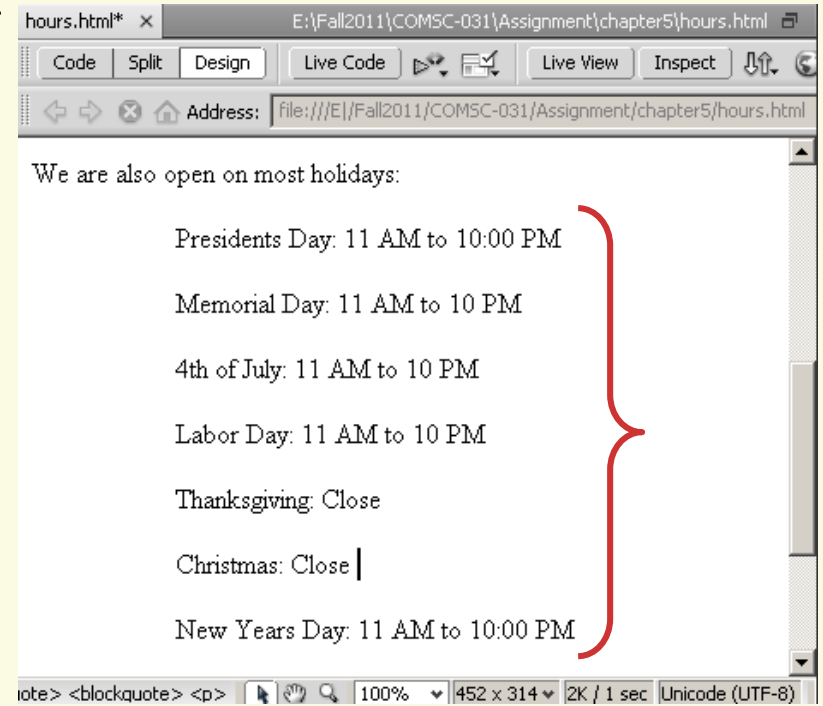 hours.html* × E:\Fall2011\COMSC-031\Assignment\chapter5\hours.html
Code Split Design Live Code Live View Inspect
Address: file:///E|/Fall2011/COMSC-031/Assignment/chapter5/hours.html
We are also open on most holidays:
Presidents Day: 11 AM to 10:00 PM
Memorial Day: 11 AM to 10 PM
4th of July: 11 AM to 10 PM
Labor Day: 11 AM to 10 PM
Thanksgiving: Close
Christmas: Close
New Years Day: 11 AM to 10:00 PM
<blockquote> <p> 100% 452 x 314 2K / 1 sec Unicode (UTF-8)